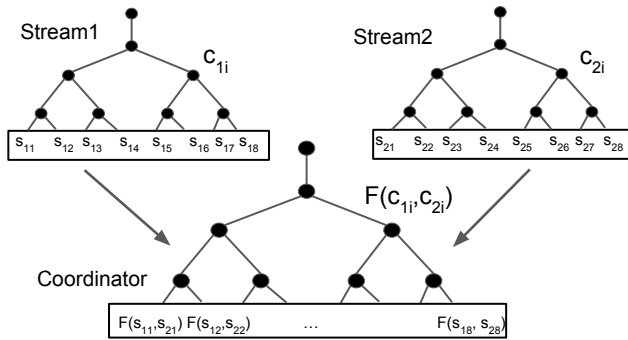 Stream1
c₁ᵢ
s₁₁ s₁₂ s₁₃ s₁₄ s₁₅ s₁₆ s₁₇ s₁₈
Stream2
c₂ᵢ
s₂₁ s₂₂ s₂₃ s₂₄ s₂₅ s₂₆ s₂₇ s₂₈
F(c₁ᵢ,c₂ᵢ)
Coordinator
F(s₁₁,s₂₁) F(s₁₂,s₂₂) ... F(s₁₈, s₂₈)